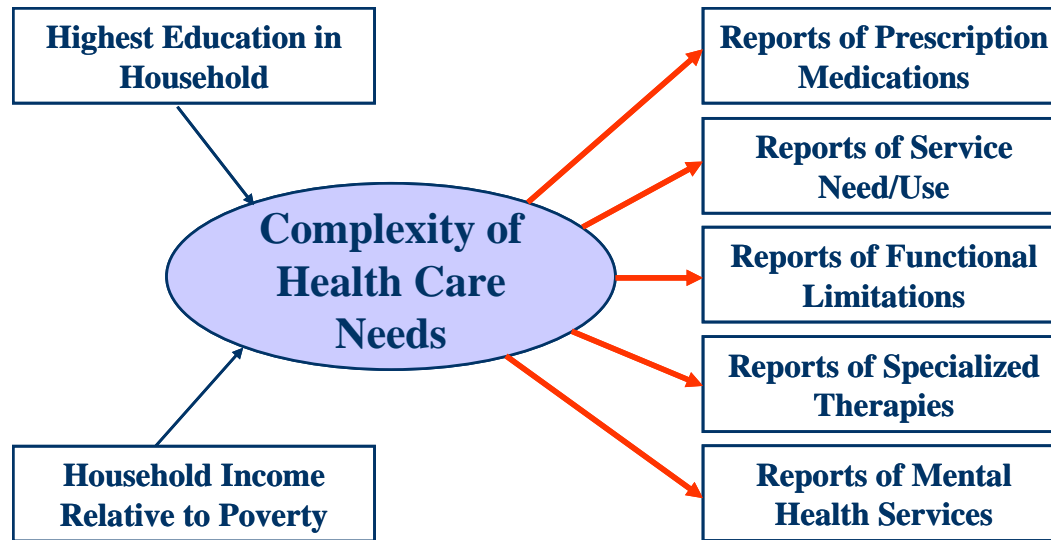 Highest Education in
Household
Complexity of
Health Care
Needs
Household Income
Relative to Poverty
Reports of Prescription
Medications
Reports of Service
Need/Use
Reports of Functional
Limitations
Reports of Specialized
Therapies
Reports of Mental
Health Services